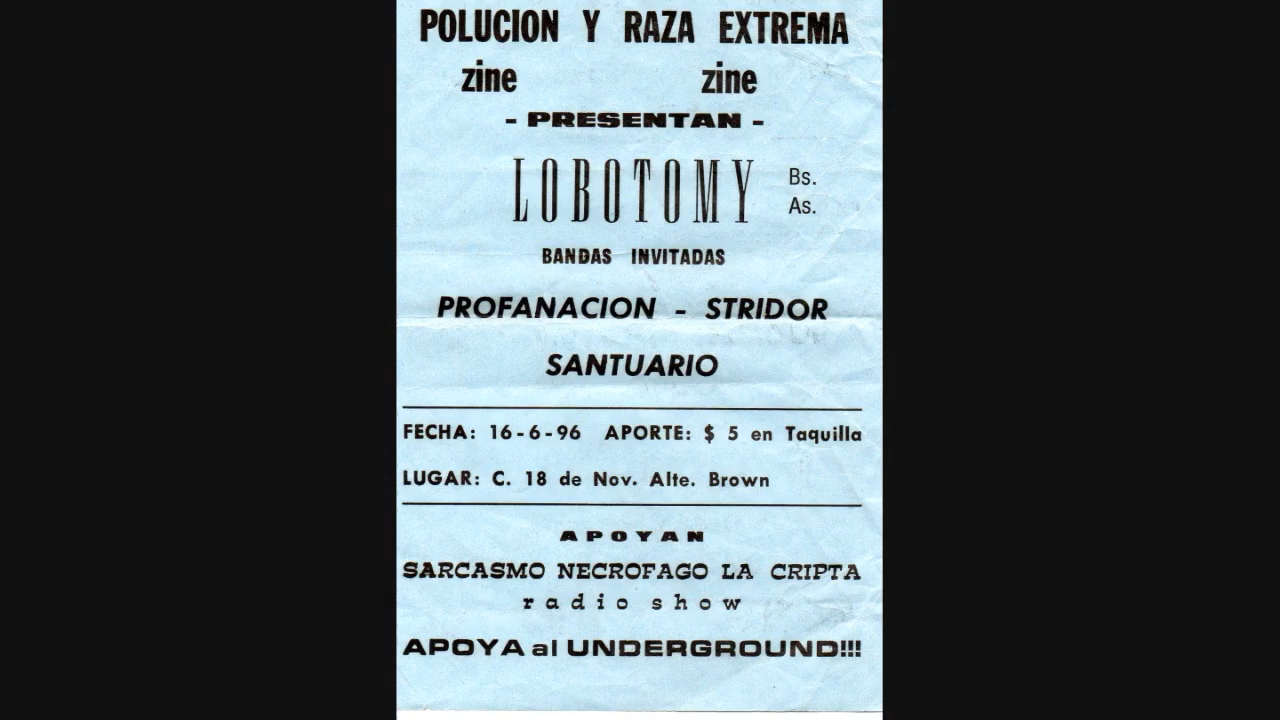 POLUCION Y RAZA EXTREMA
zine zine
- PRESENTAN -
LOBOTOMY Bs. As.
BANDAS INVITADAS
PROFANACION - STRIDOR
SANTUARIO
FECHA: 16-6-96 APORTE: $ 5 en Taquilla
LUGAR: C. 18 de Nov. Alte. Brown
APOYAN
SARCASMO NECROFAGO LA CRIPTA
radio show
APOYA al UNDERGROUND!!!